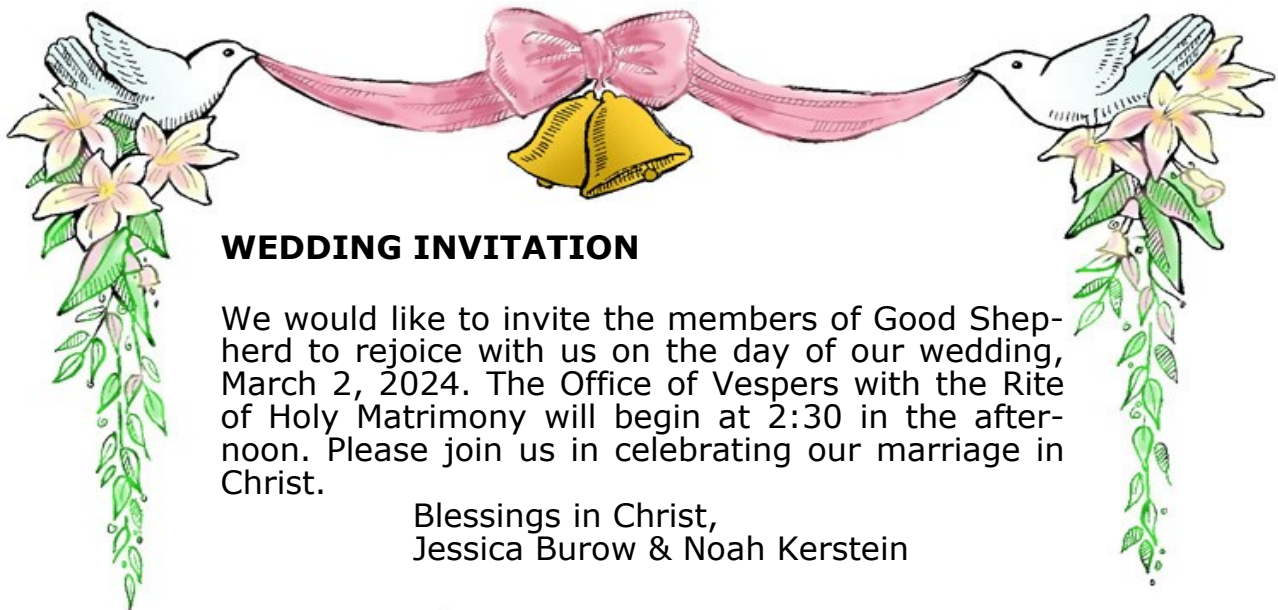 WEDDING INVITATION
We would like to invite the members of Good Shep-
herd to rejoice with us on the day of our wedding,
March 2, 2024. The Office of Vespers with the Rite
of Holy Matrimony will begin at 2:30 in the after-
noon. Please join us in celebrating our marriage in
Christ.
Blessings in Christ,
Jessica Burow & Noah Kerstein